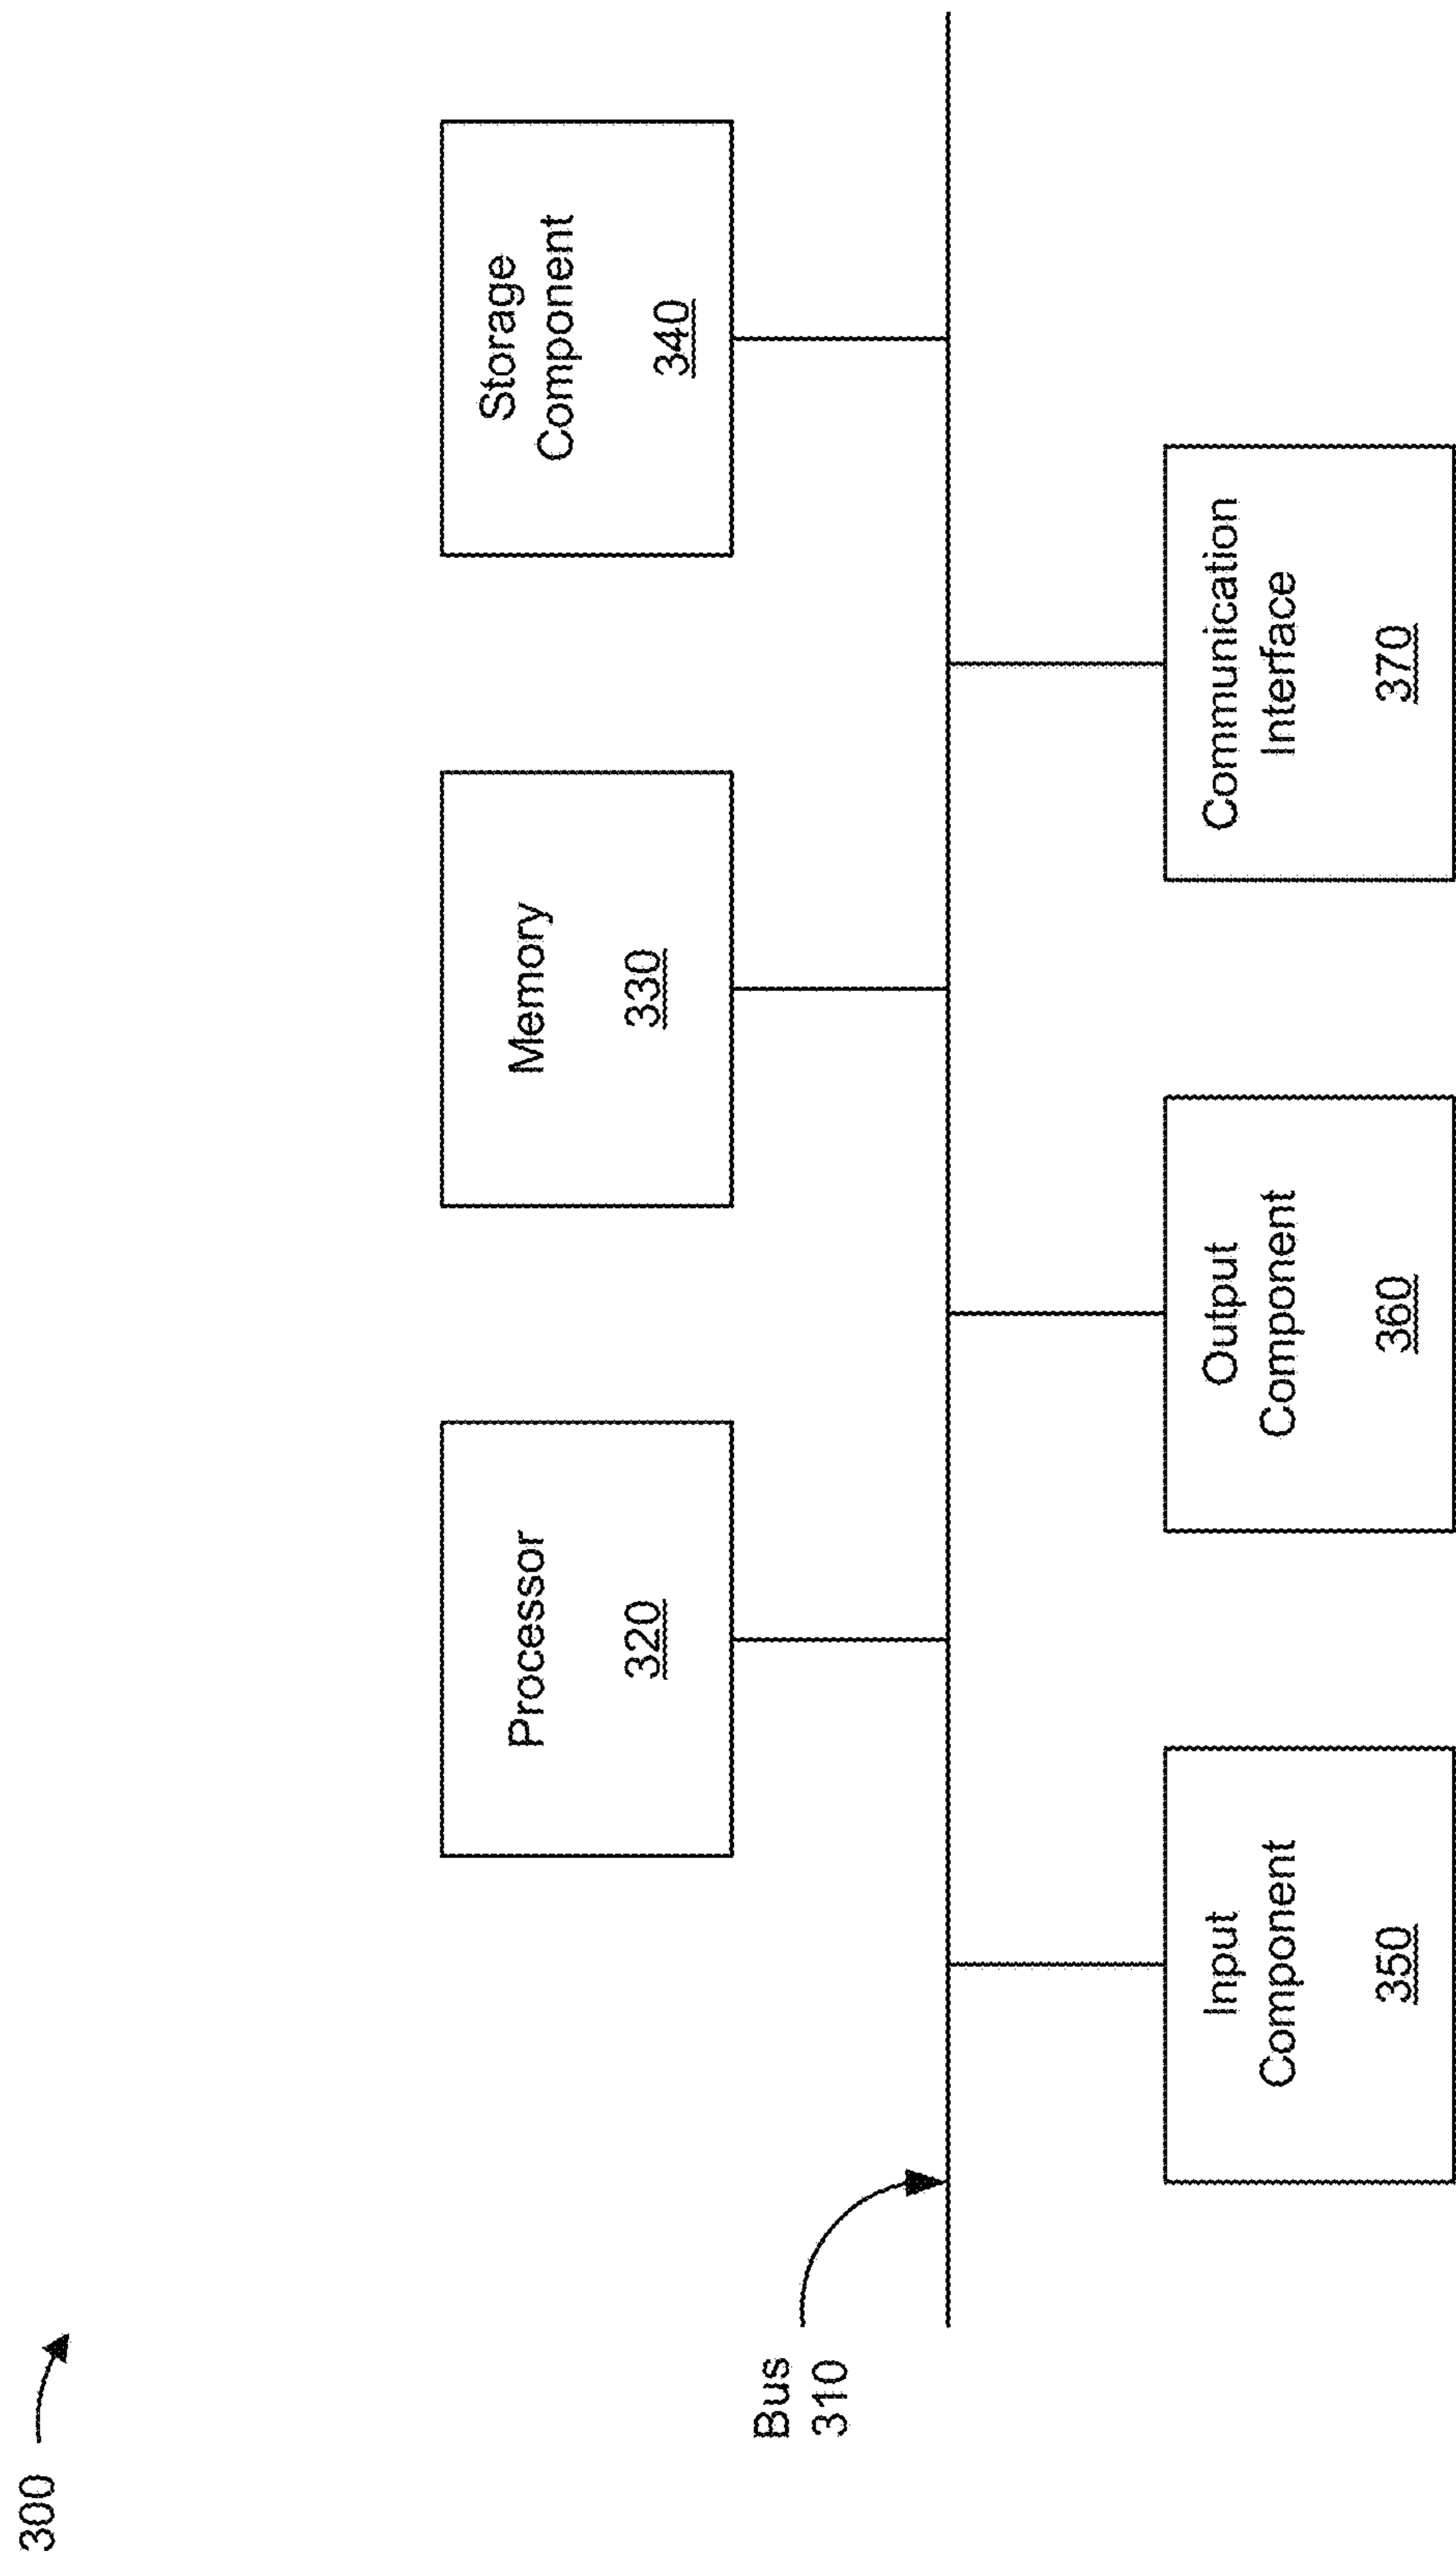 300
Processor
320
Memory
330
Storage
Component
340
Bus
310
Input
Component
350
Output
Component
360
Communication
Interface
370